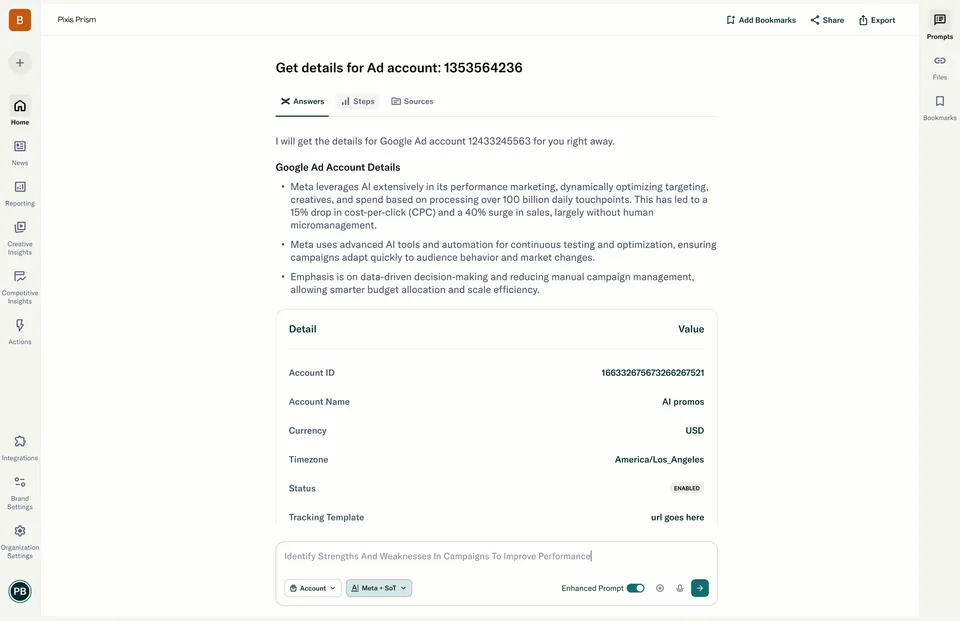 B
Pixis Prism
Add Bookmarks
Share
Export
Prompts
Files
Bookmarks
Home
News
Reporting
Creative
Insights
Competitive
Insights
Actions
Integrations
Brand
Settings
Organization
Settings
PB
Get details for Ad account: 1353564236
Answers
Steps
Sources
I will get the details for Google Ad account 12433245563 for you right away.
Google Ad Account Details
• Meta leverages AI extensively in its performance marketing, dynamically optimizing targeting,
creatives, and spend based on processing over 100 billion daily touchpoints. This has led to a
15% drop in cost-per-click (CPC) and a 40% surge in sales, largely without human
micromanagement.
• Meta uses advanced AI tools and automation for continuous testing and optimization, ensuring
campaigns adapt quickly to audience behavior and market changes.
• Emphasis is on data-driven decision-making and reducing manual campaign management,
allowing smarter budget allocation and scale efficiency.
Detail Value
Account ID 166332675673266267521
Account Name AI promos
Currency USD
Timezone America/Los_Angeles
Status ENABLED
Tracking Template url goes here
Identify Strengths And Weaknesses In Campaigns To Improve Performance
Account
Meta + SoT
Enhanced Prompt